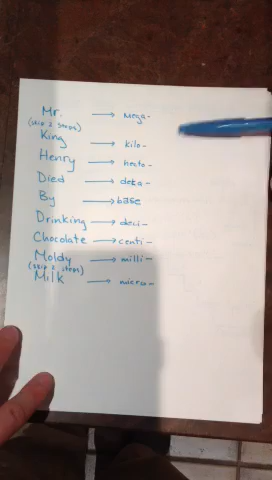 Mr. → Mega-
(skip 2 steps)
King → kilo-
Henry → hecto-
Died → deka-
By → base
Drinking → deci-
Chocolate → centi-
Moldy → milli-
(skip 2 steps)
Milk → micro-